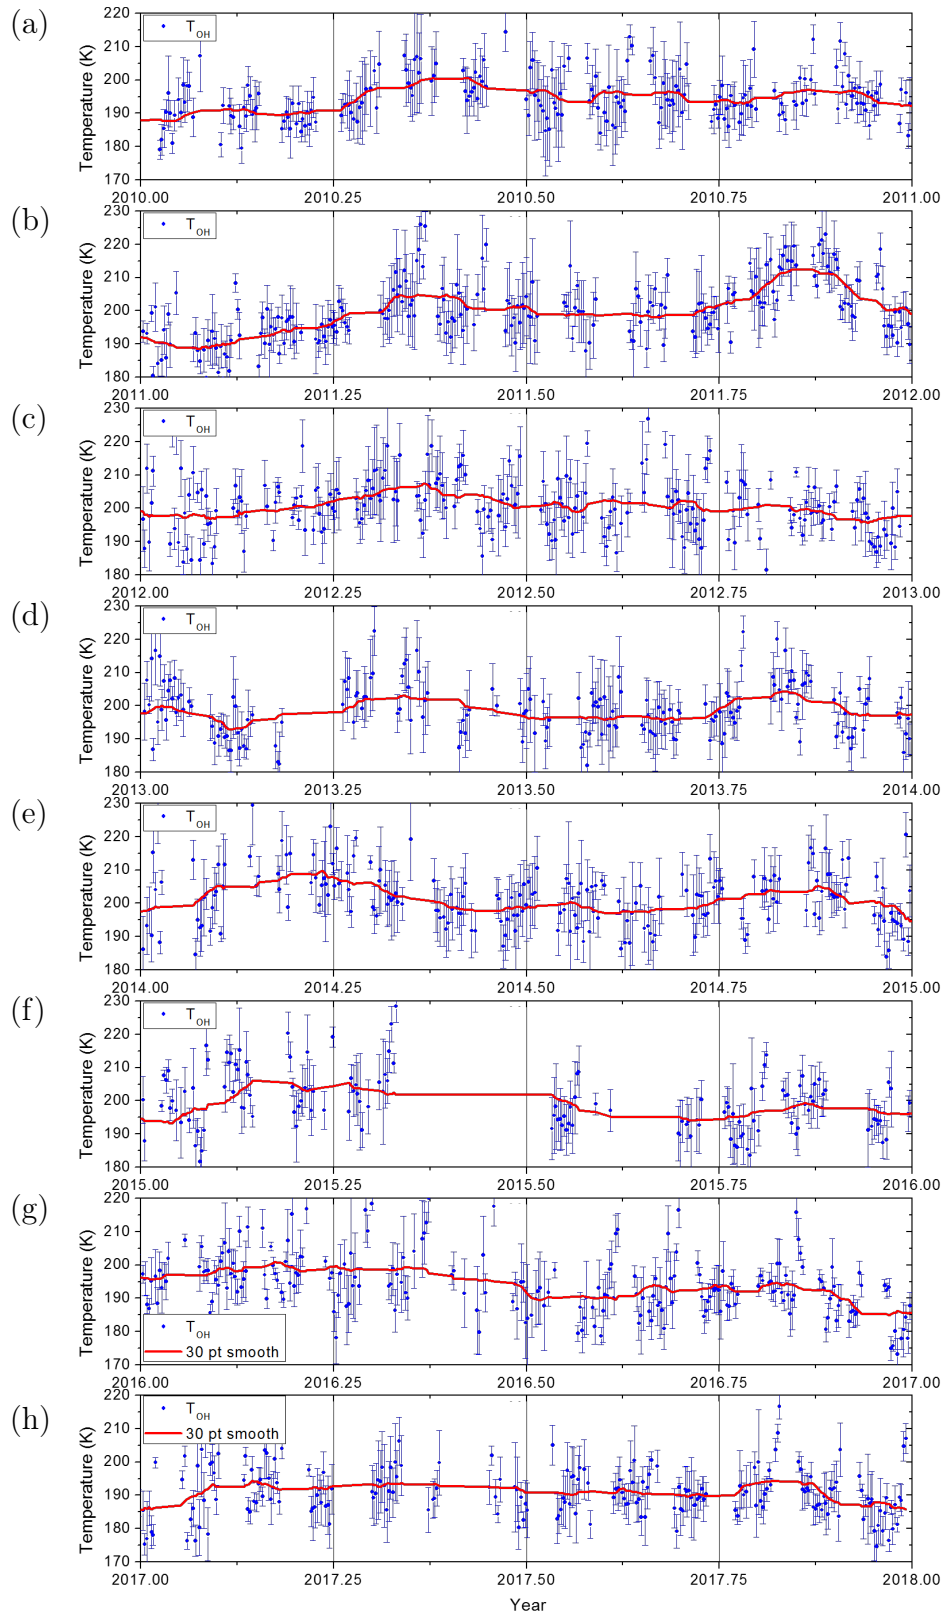 (a)
Temperature (K)
220
210
200
190
180
170
T_OH
2010.00 2010.25 2010.50 2010.75 2011.00
(b)
Temperature (K)
230
220
210
200
190
180
T_OH
2011.00 2011.25 2011.50 2011.75 2012.00
(c)
Temperature (K)
230
220
210
200
190
180
T_OH
2012.00 2012.25 2012.50 2012.75 2013.00
(d)
Temperature (K)
230
220
210
200
190
180
T_OH
2013.00 2013.25 2013.50 2013.75 2014.00
(e)
Temperature (K)
230
220
210
200
190
180
T_OH
2014.00 2014.25 2014.50 2014.75 2015.00
(f)
Temperature (K)
230
220
210
200
190
180
T_OH
2015.00 2015.25 2015.50 2015.75 2016.00
(g)
Temperature (K)
220
210
200
190
180
170
T_OH
30 pt smooth
2016.00 2016.25 2016.50 2016.75 2017.00
(h)
Temperature (K)
220
210
200
190
180
170
T_OH
30 pt smooth
2017.00 2017.25 2017.50 2017.75 2018.00
Year